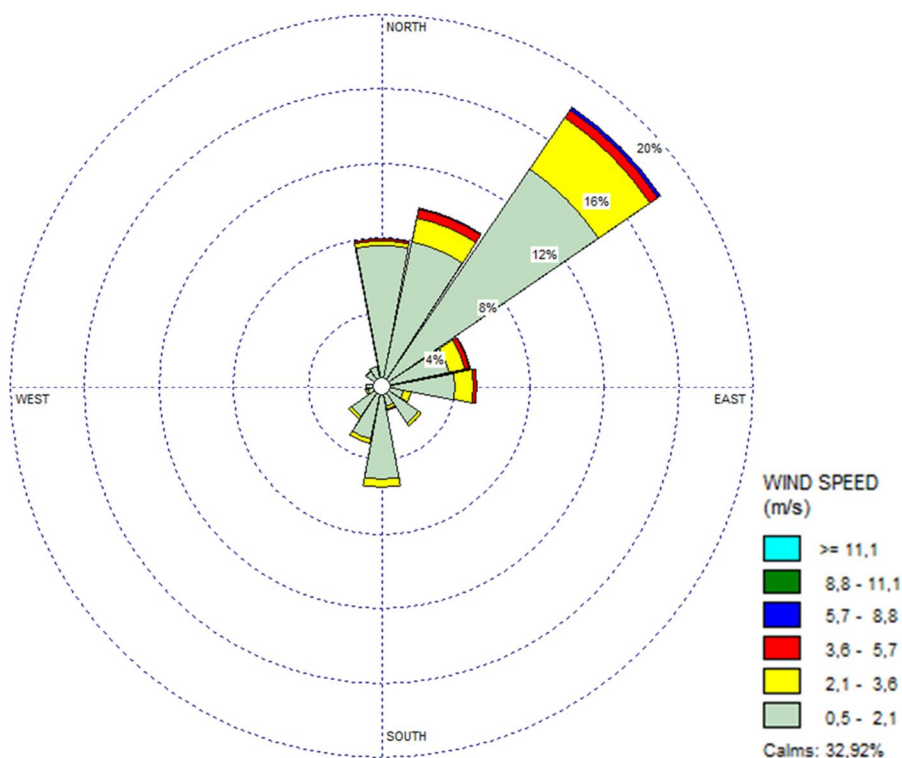 NORTH
20%
16%
12%
8%
4%
WEST
EAST
SOUTH
WIND SPEED
(m/s)
>= 11,1
8,8 - 11,1
5,7 - 8,8
3,6 - 5,7
2,1 - 3,6
0,5 - 2,1
Calms: 32,92%